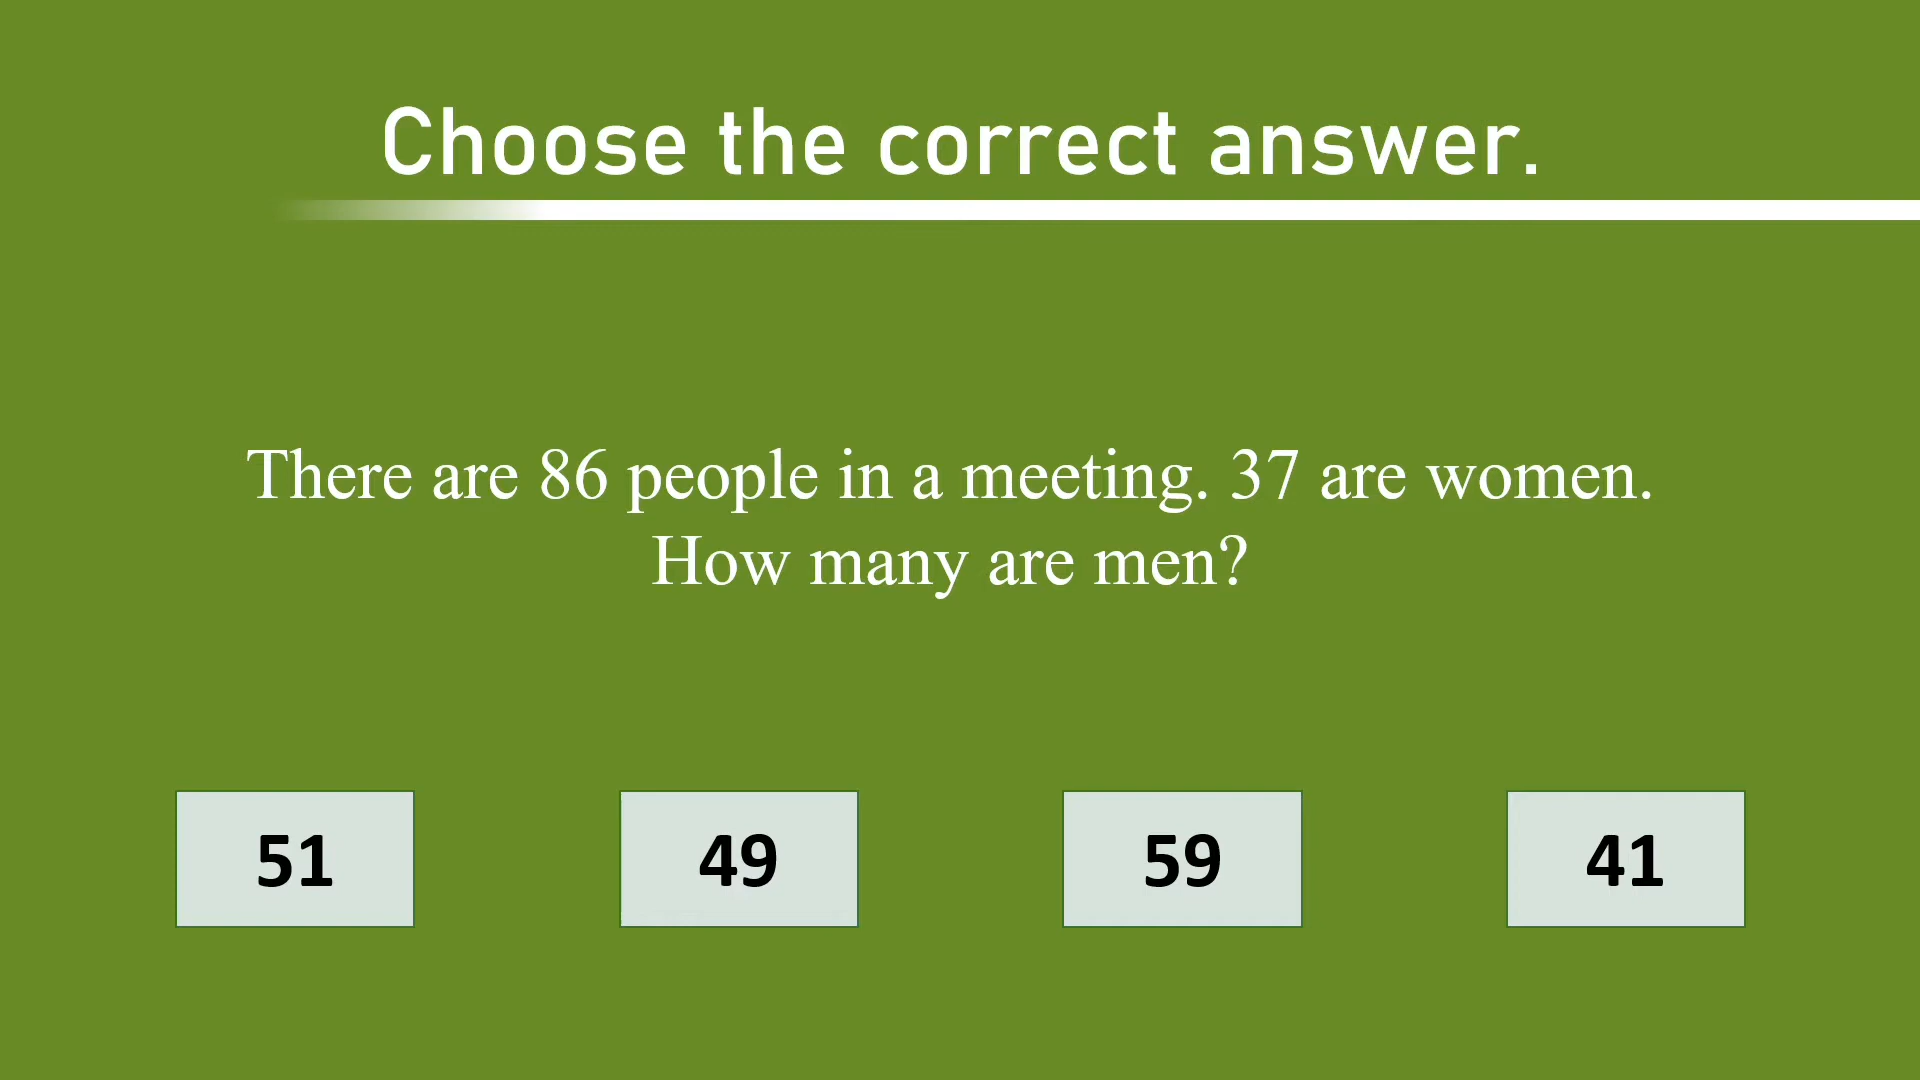 Choose the correct answer.
There are 86 people in a meeting. 37 are women.
How many are men?
51
49
59
41